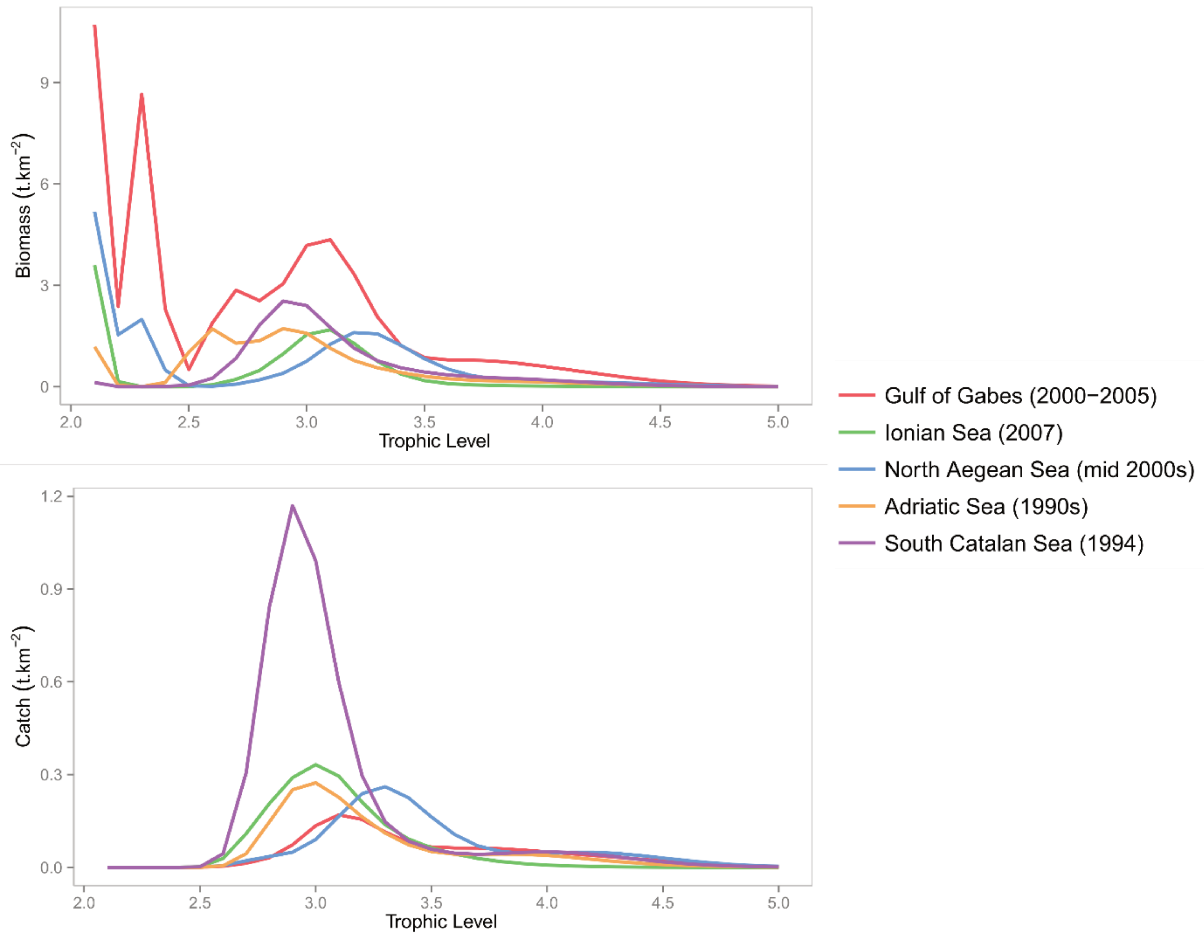 9
6
3
0
Biomass (t.km−2)
2.0 2.5 3.0 3.5 4.0 4.5 5.0
Trophic Level
Gulf of Gabes (2000−2005)
Ionian Sea (2007)
North Aegean Sea (mid 2000s)
Adriatic Sea (1990s)
South Catalan Sea (1994)
1.2
0.9
0.6
0.3
0.0
Catch (t.km−2)
2.0 2.5 3.0 3.5 4.0 4.5 5.0
Trophic Level